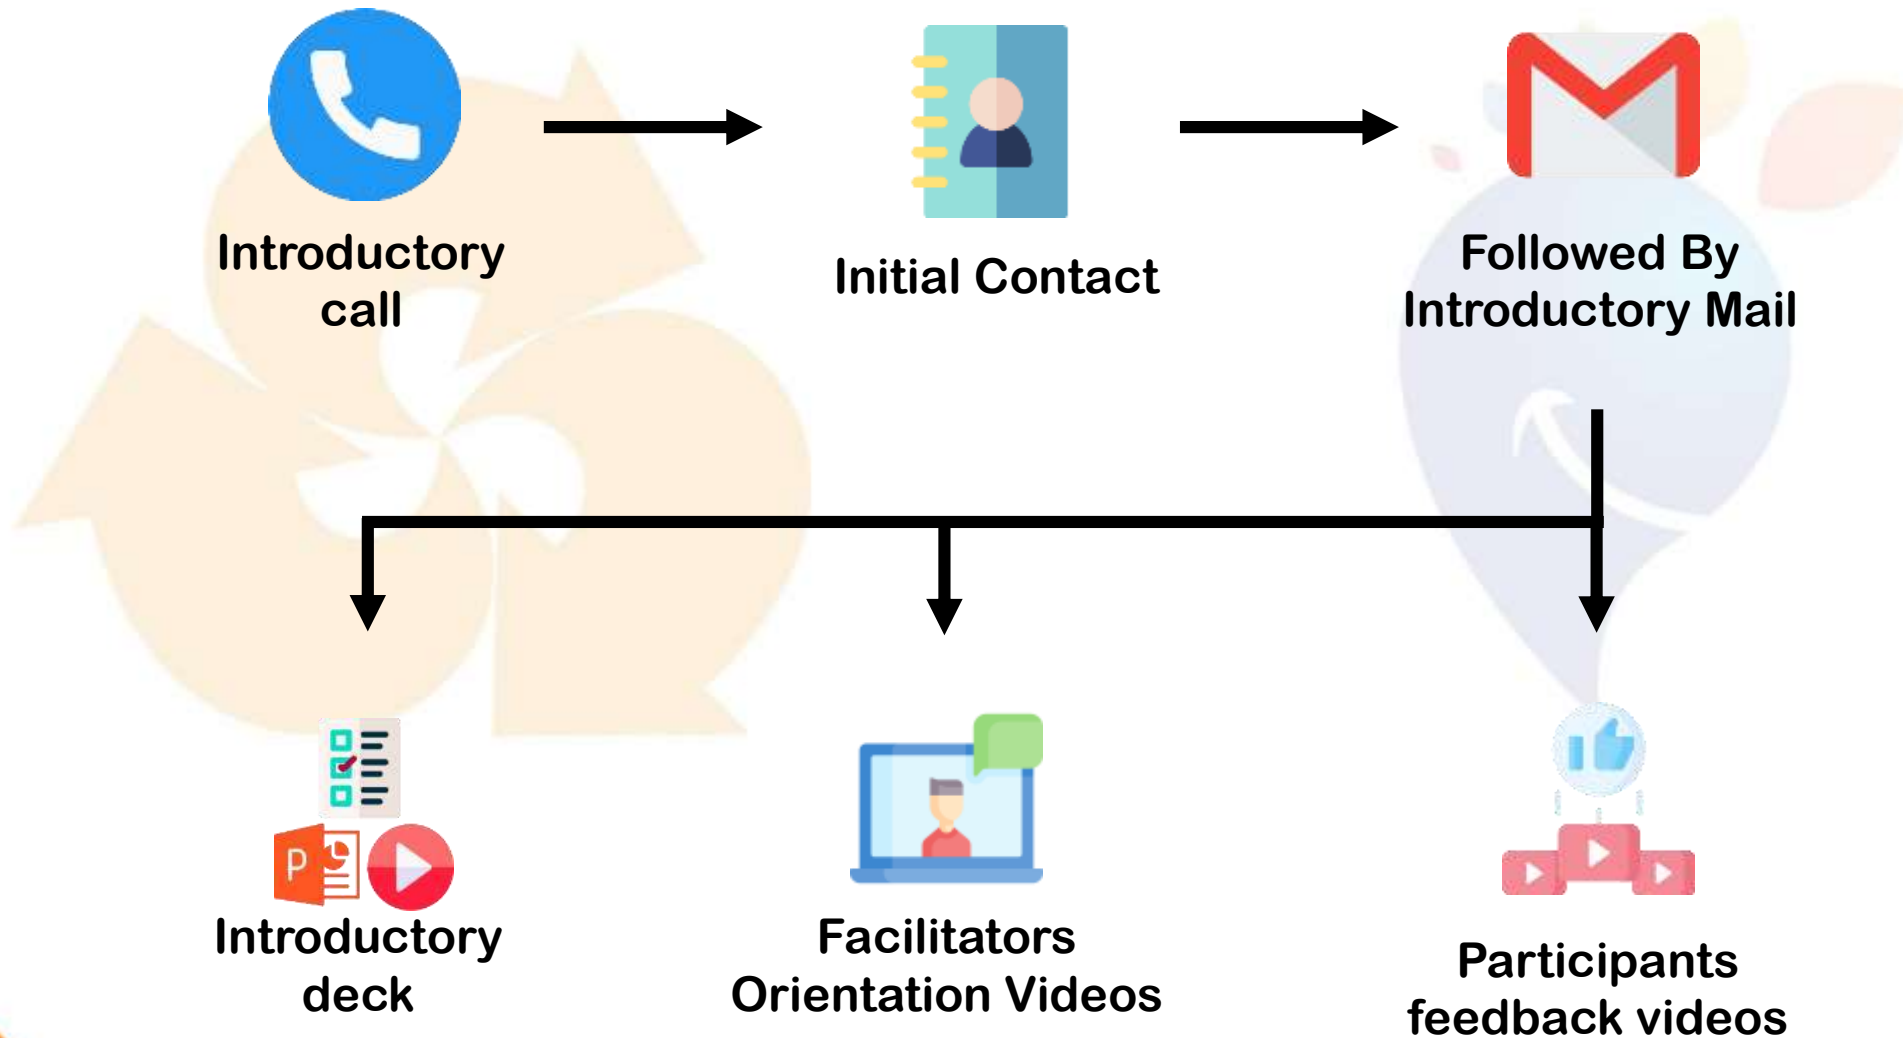 Introductory
call
Initial Contact
Followed By
Introductory Mail
P
Introductory
deck
Facilitators
Orientation Videos
Participants
feedback videos